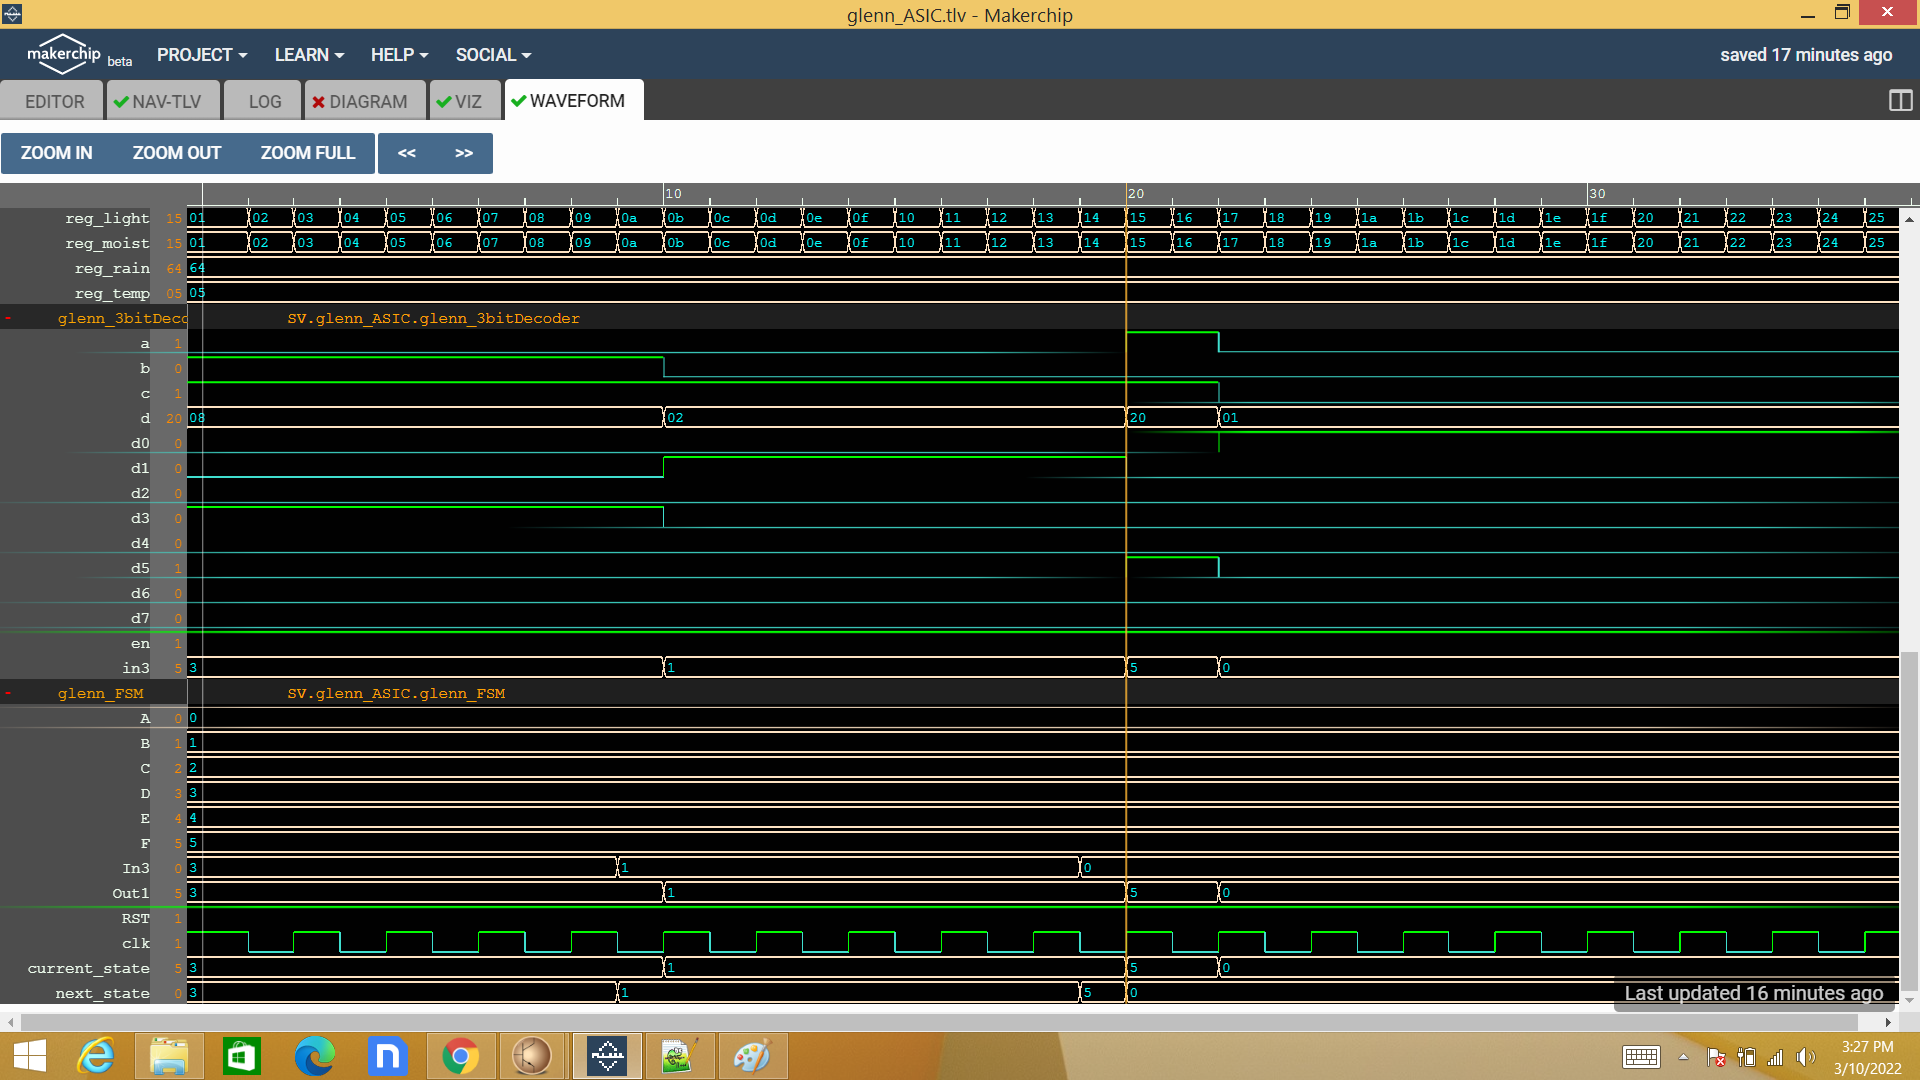 glenn_ASIC.tlv - Makerchip
makerchip beta PROJECT LEARN HELP SOCIAL saved 17 minutes ago
EDITOR NAV-TLV LOG DIAGRAM VIZ WAVEFORM
ZOOM IN ZOOM OUT ZOOM FULL << >>
10 20 30
reg_light 15 01 02 03 04 05 06 07 08 09 0a 0b 0c 0d 0e 0f 10 11 12 13 14 15 16 17 18 19 1a 1b 1c 1d 1e 1f 20 21 22 23 24 25
reg_moist 15 01 02 03 04 05 06 07 08 09 0a 0b 0c 0d 0e 0f 10 11 12 13 14 15 16 17 18 19 1a 1b 1c 1d 1e 1f 20 21 22 23 24 25
reg_rain 64 64
reg_temp 05 05
- glenn_3bitDeco SV.glenn_ASIC.glenn_3bitDecoder
a 1
b 0
c 1
d 20 08 02 20 01
d0 0
d1 0
d2 0
d3 0
d4 0
d5 1
d6 0
d7 0
en 1
in3 5 3 1 5 0
- glenn_FSM SV.glenn_ASIC.glenn_FSM
A 0 0
B 1 1
C 2 2
D 3 3
E 4 4
F 5 5
In3 0 3 1 0
Out1 5 3 1 5 0
RST 1
clk 1
current_state 5 3 1 5 0
next_state 0 3 1 5 0
Last updated 16 minutes ago
3:27 PM
3/10/2022